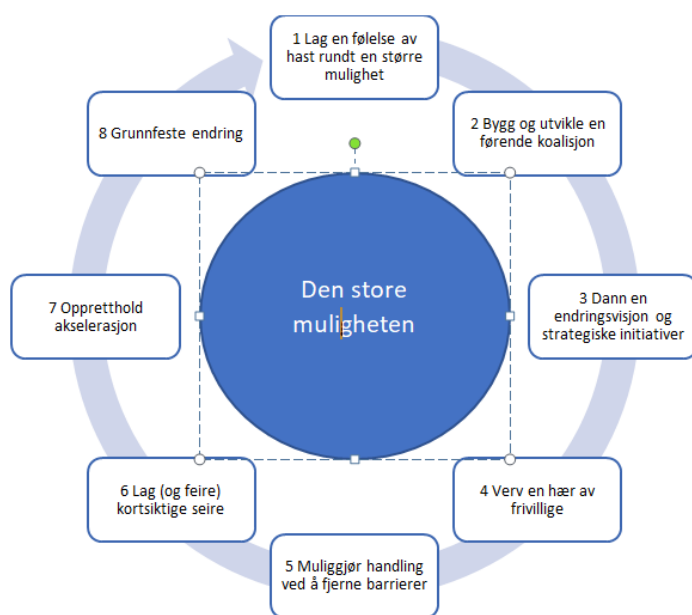 1 Lag en følelse av
hast rundt en større
mulighet
2 Bygg og utvikle en
førende koalisjon
3 Dann en
endringsvisjon og
strategiske initiativer
4 Verv en hær av
frivillige
5 Muliggjør handling
ved å fjerne barrierer
6 Lag (og feire)
kortsiktige seire
7 Oppretthold
akselerasjon
8 Grunnfeste endring
Den store
muligheten